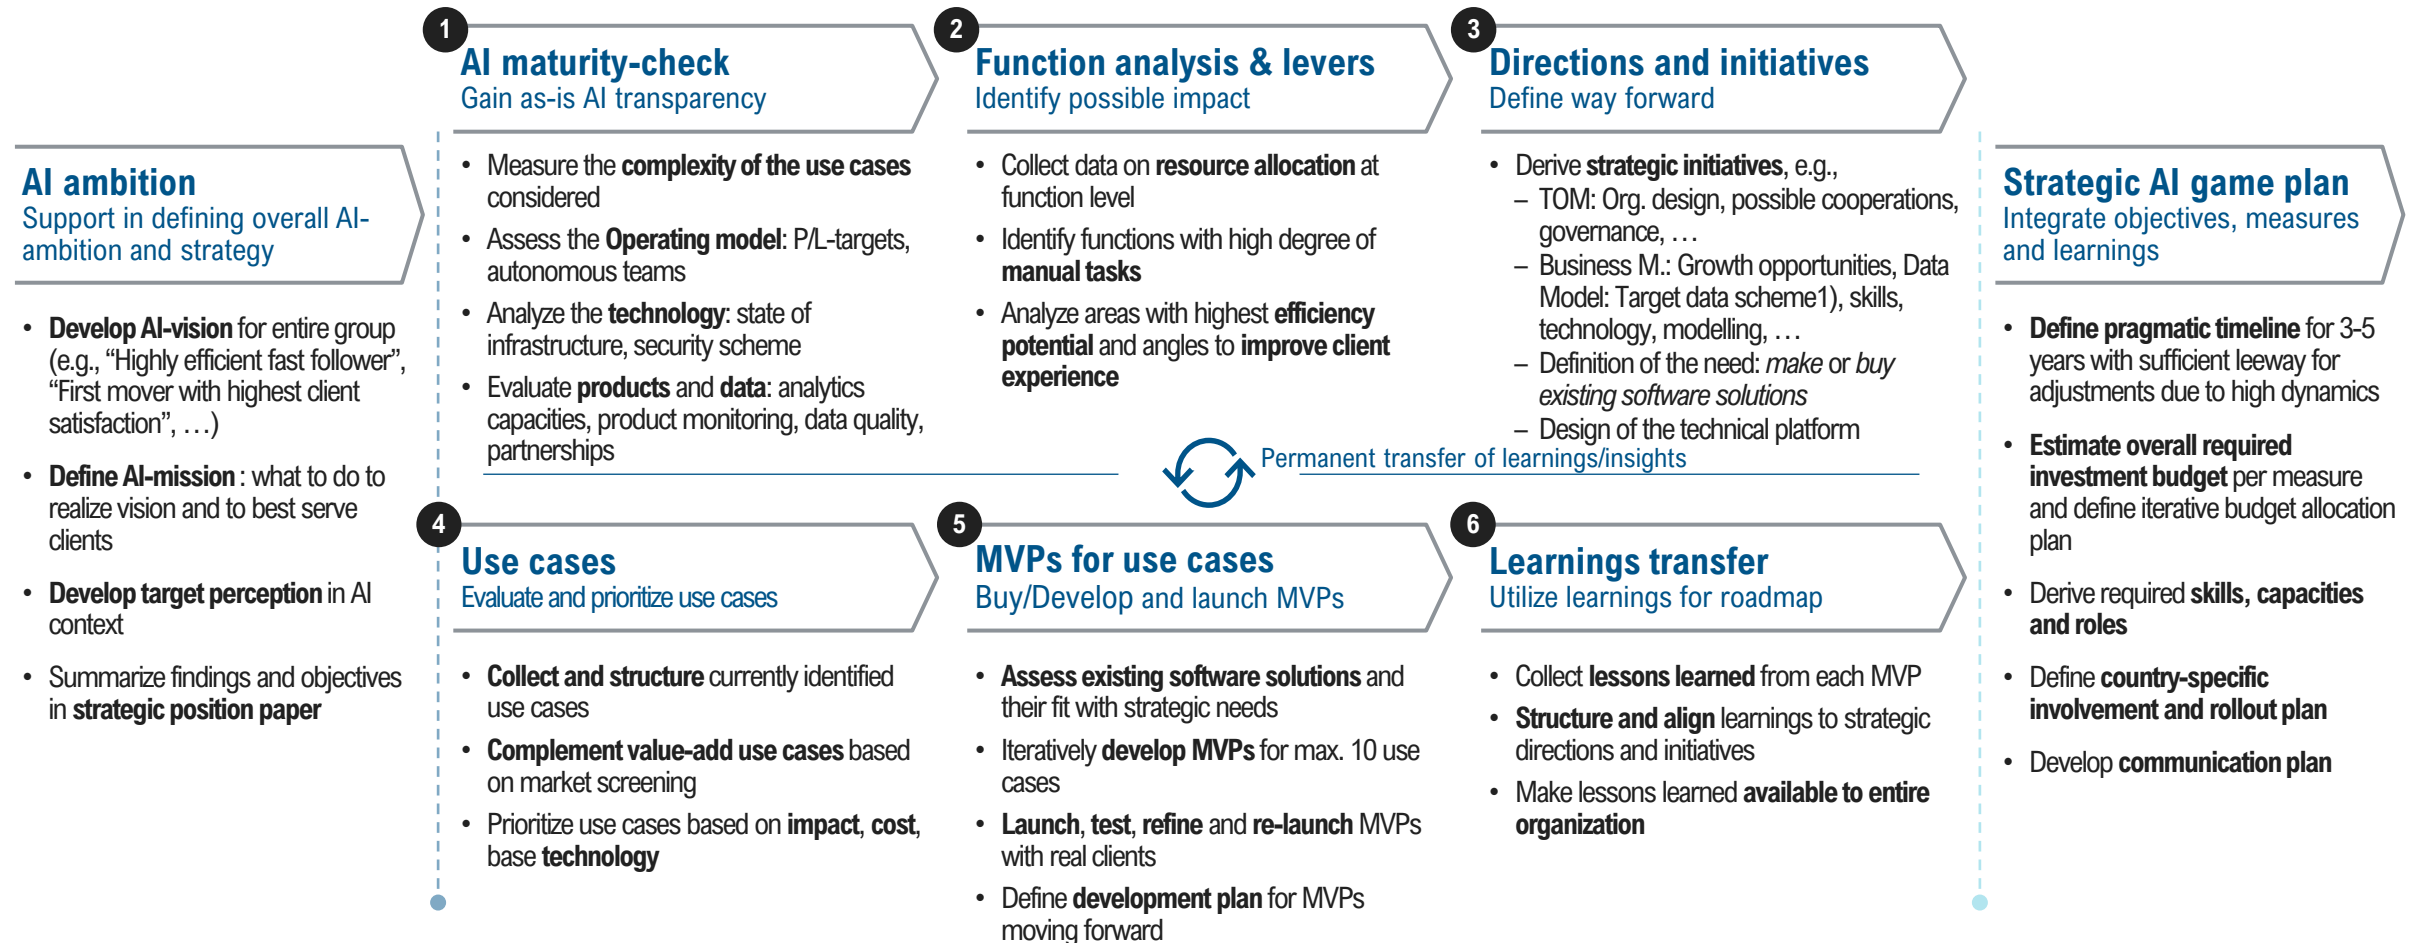 AI ambition
Support in defining overall AI-
ambition and strategy
• Develop AI-vision for entire group
(e.g., “Highly efficient fast follower”,
“First mover with highest client
satisfaction”, …)
• Define AI-mission : what to do to
realize vision and to best serve
clients
• Develop target perception in AI
context
• Summarize findings and objectives
in strategic position paper
1
AI maturity-check
Gain as-is AI transparency
• Measure the complexity of the use cases
considered
• Assess the Operating model: P/L-targets,
autonomous teams
• Analyze the technology: state of
infrastructure, security scheme
• Evaluate products and data: analytics
capacities, product monitoring, data quality,
partnerships
2
Function analysis & levers
Identify possible impact
• Collect data on resource allocation at
function level
• Identify functions with high degree of
manual tasks
• Analyze areas with highest efficiency
potential and angles to improve client
experience
3
Directions and initiatives
Define way forward
• Derive strategic initiatives, e.g.,
– TOM: Org. design, possible cooperations,
governance, …
– Business M.: Growth opportunities, Data
Model: Target data scheme1), skills,
technology, modelling, …
– Definition of the need: make or buy
existing software solutions
– Design of the technical platform
Permanent transfer of learnings/insights
4
Use cases
Evaluate and prioritize use cases
• Collect and structure currently identified
use cases
• Complement value-add use cases based
on market screening
• Prioritize use cases based on impact, cost,
base technology
5
MVPs for use cases
Buy/Develop and launch MVPs
• Assess existing software solutions and
their fit with strategic needs
• Iteratively develop MVPs for max. 10 use
cases
• Launch, test, refine and re-launch MVPs
with real clients
• Define development plan for MVPs
moving forward
6
Learnings transfer
Utilize learnings for roadmap
• Collect lessons learned from each MVP
• Structure and align learnings to strategic
directions and initiatives
• Make lessons learned available to entire
organization
Strategic AI game plan
Integrate objectives, measures
and learnings
• Define pragmatic timeline for 3-5
years with sufficient leeway for
adjustments due to high dynamics
• Estimate overall required
investment budget per measure
and define iterative budget allocation
plan
• Derive required skills, capacities
and roles
• Define country-specific
involvement and rollout plan
• Develop communication plan